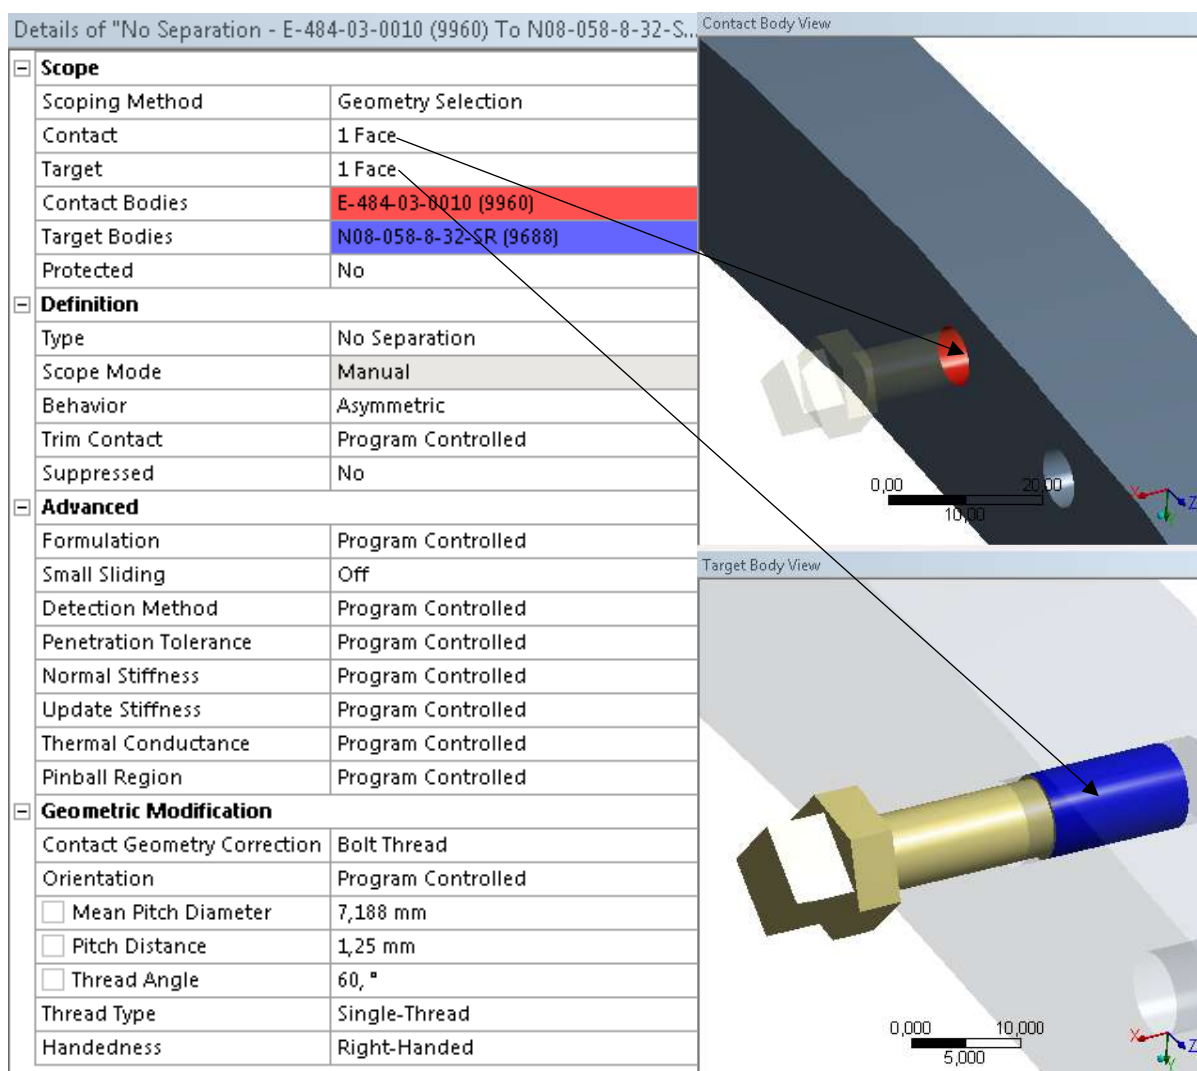 Details of "No Separation - E-484-03-0010 (9960) To N08-058-8-32-S...
Scope
Scoping Method Geometry Selection
Contact 1 Face
Target 1 Face
Contact Bodies E-484-03-0010 (9960)
Target Bodies N08-058-8-32-SR (9688)
Protected No
Definition
Type No Separation
Scope Mode Manual
Behavior Asymmetric
Trim Contact Program Controlled
Suppressed No
Advanced
Formulation Program Controlled
Small Sliding Off
Detection Method Program Controlled
Penetration Tolerance Program Controlled
Normal Stiffness Program Controlled
Update Stiffness Program Controlled
Thermal Conductance Program Controlled
Pinball Region Program Controlled
Geometric Modification
Contact Geometry Correction Bolt Thread
Orientation Program Controlled
Mean Pitch Diameter 7,188 mm
Pitch Distance 1,25 mm
Thread Angle 60, °
Thread Type Single-Thread
Handedness Right-Handed
Contact Body View
0,00 20,00
10,00
X Z
Y
Target Body View
0,000 10,000
5,000
X Z
Y